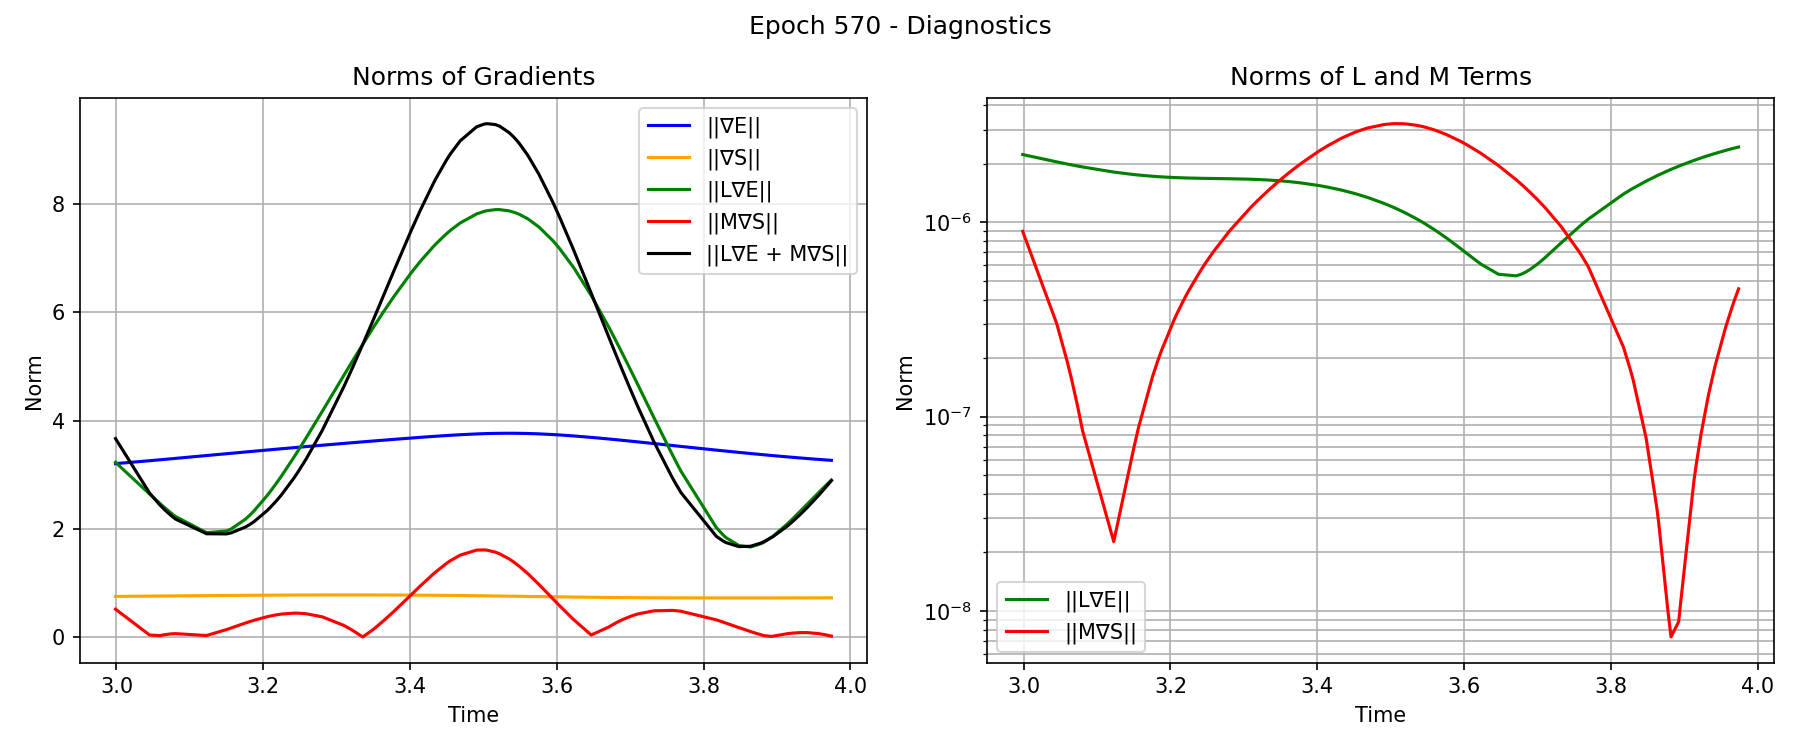 Epoch 570 - Diagnostics
Norms of Gradients
Norm
8
6
4
2
0
||∇E||
||∇S||
||L∇E||
||M∇S||
||L∇E + M∇S||
3.0 3.2 3.4 3.6 3.8 4.0
Time
Norms of L and M Terms
Norm
10⁻⁶
10⁻⁷
10⁻⁸
||L∇E||
||M∇S||
3.0 3.2 3.4 3.6 3.8 4.0
Time